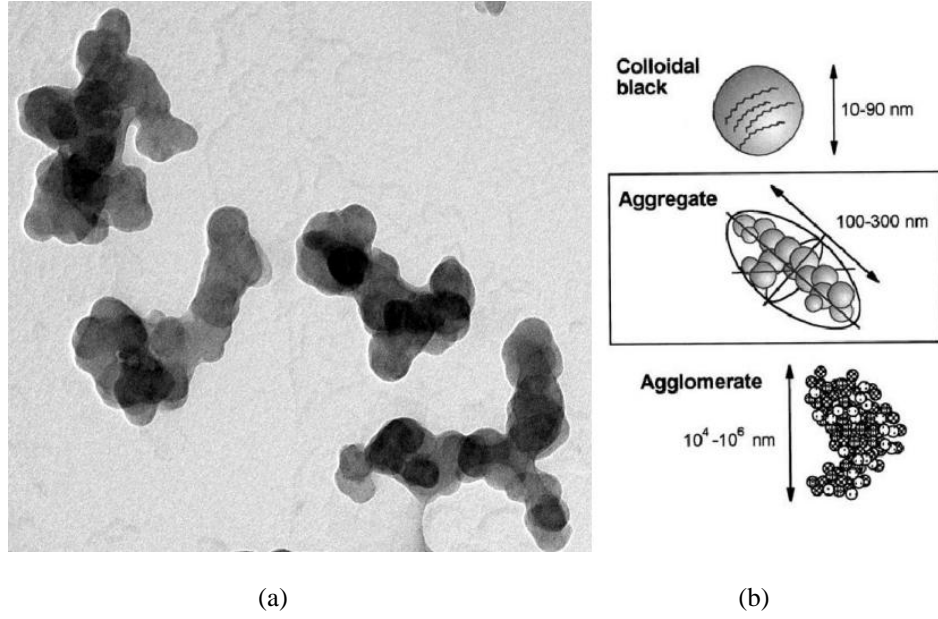 Colloidal
black
10-90 nm
Aggregate
100-300 nm
Agglomerate
10⁴-10⁶ nm
(a)
(b)